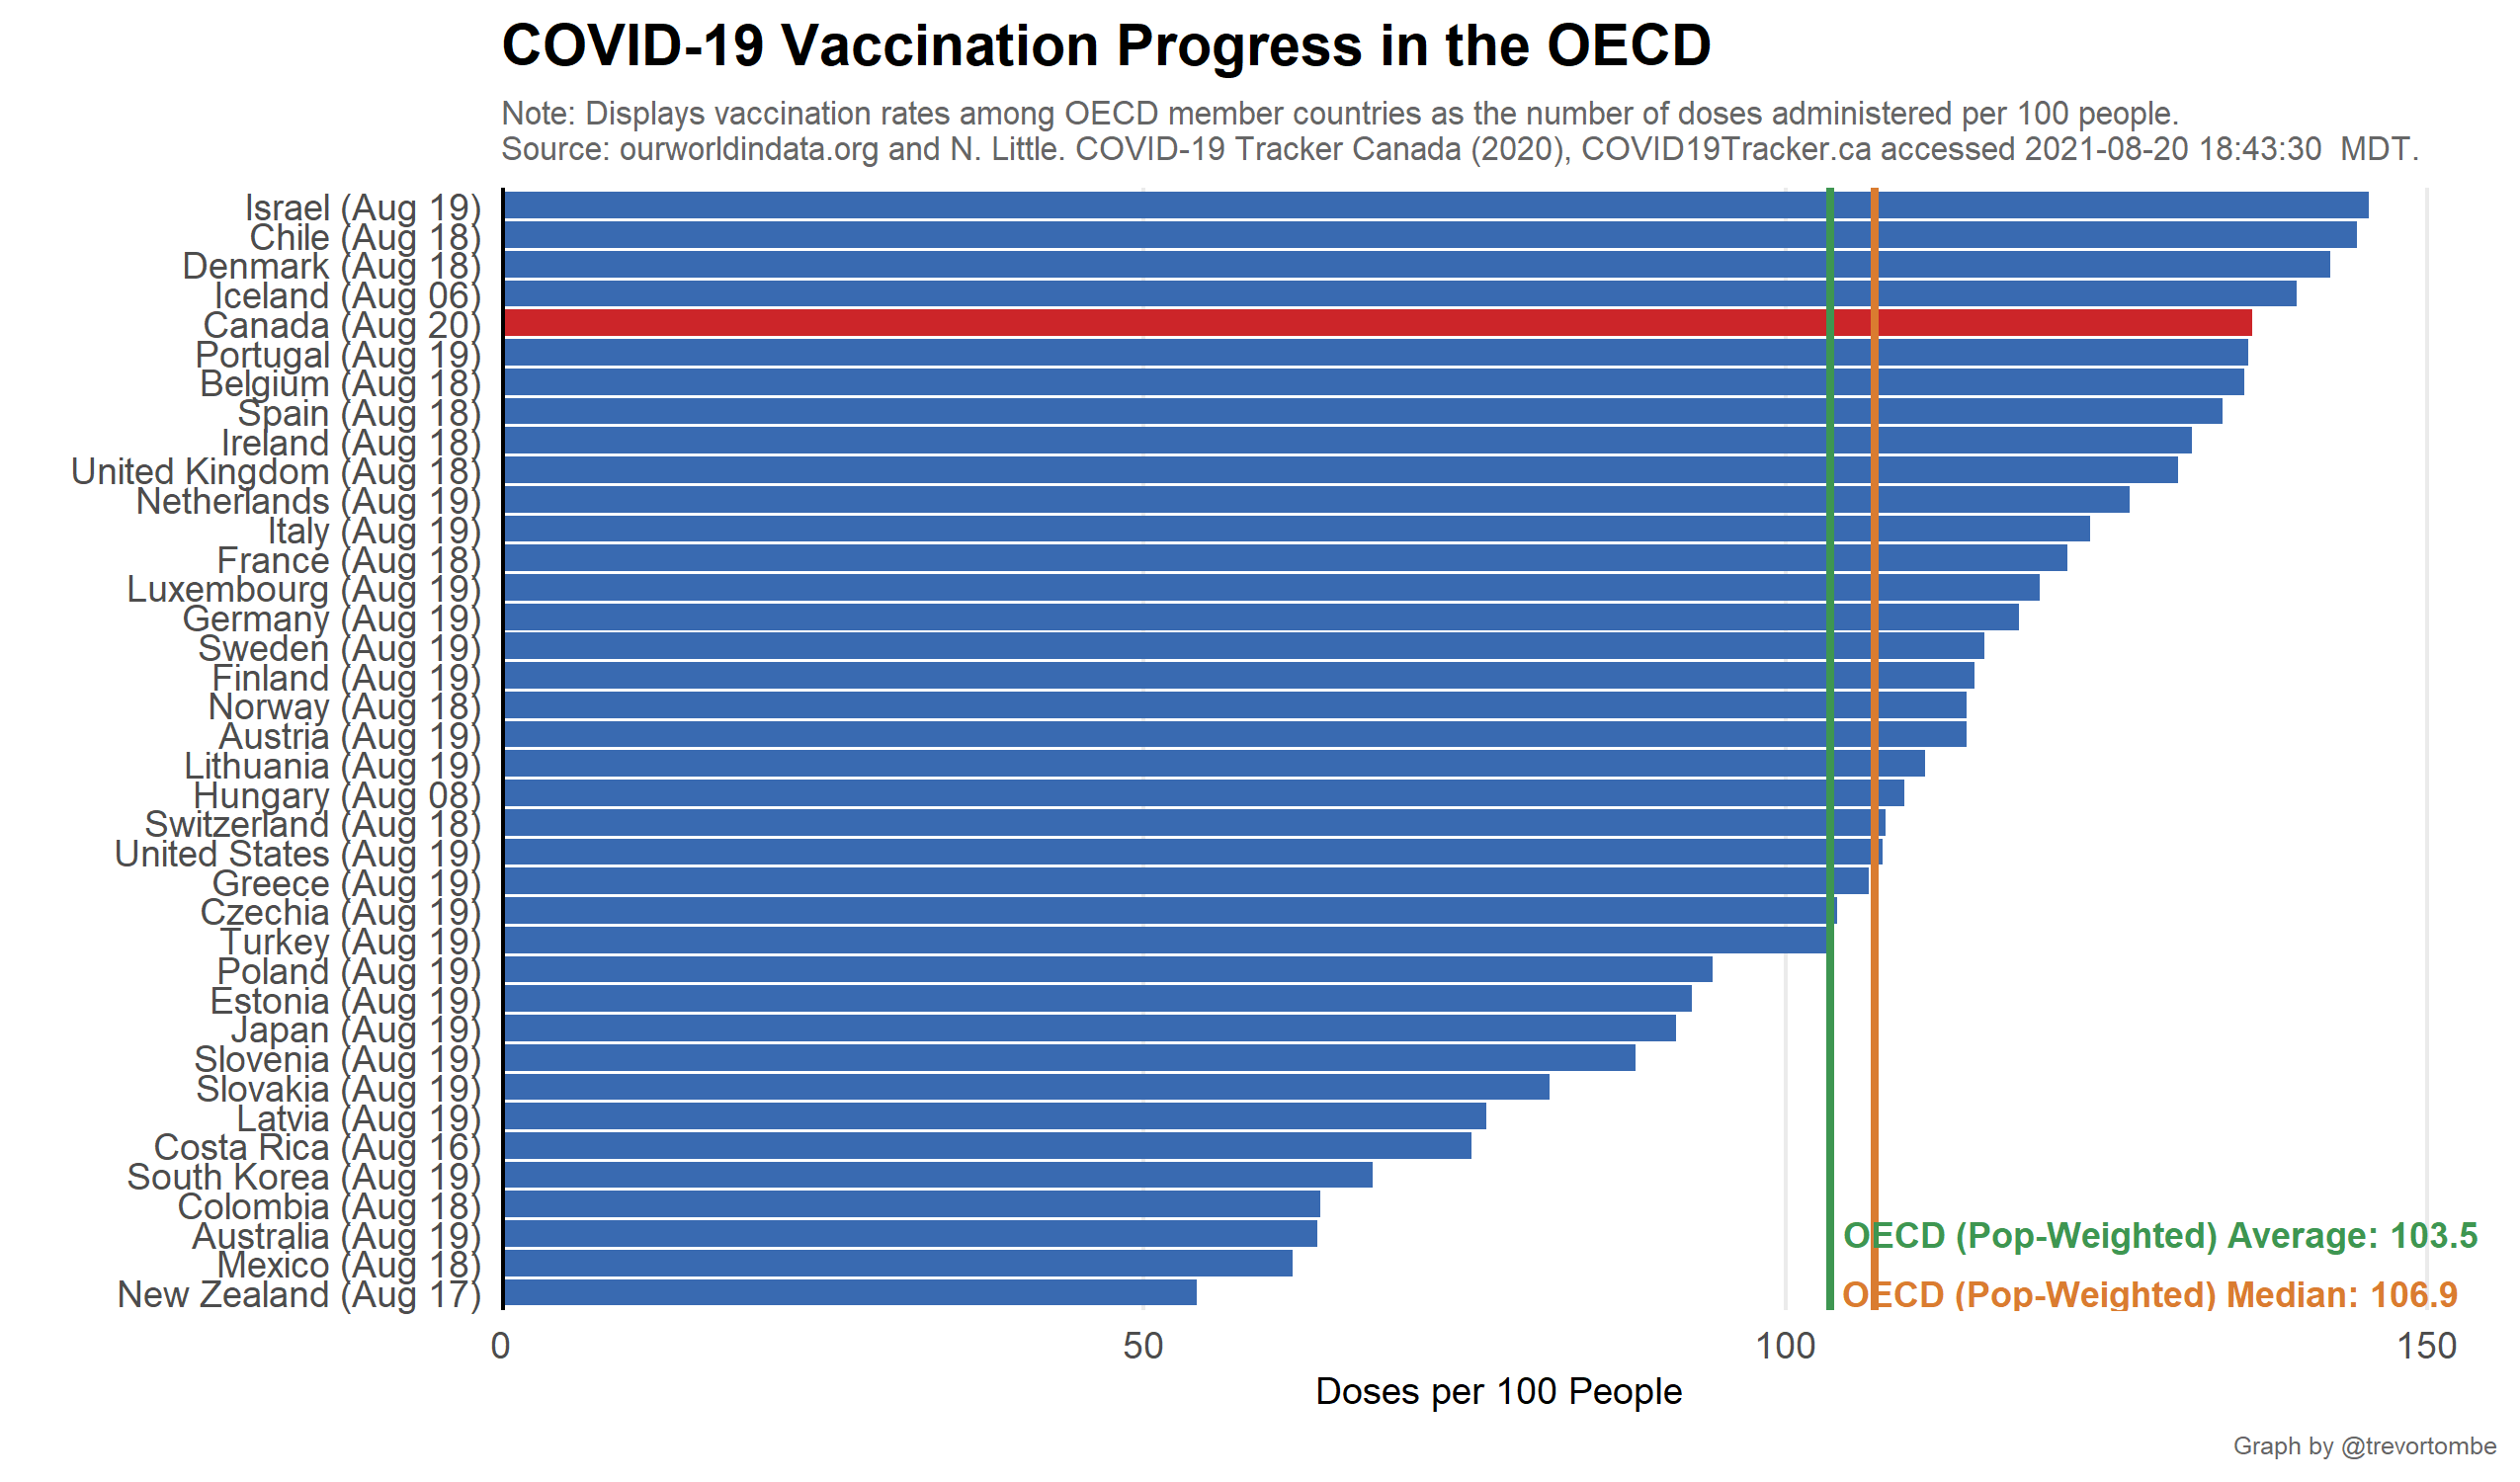 COVID-19 Vaccination Progress in the OECD
Note: Displays vaccination rates among OECD member countries as the number of doses administered per 100 people.
Source: ourworldindata.org and N. Little. COVID-19 Tracker Canada (2020), COVID19Tracker.ca accessed 2021-08-20 18:43:30  MDT.
Israel (Aug 19)
Chile (Aug 18)
Denmark (Aug 18)
Iceland (Aug 06)
Canada (Aug 20)
Portugal (Aug 19)
Belgium (Aug 18)
Spain (Aug 18)
Ireland (Aug 18)
United Kingdom (Aug 18)
Netherlands (Aug 19)
Italy (Aug 19)
France (Aug 18)
Luxembourg (Aug 19)
Germany (Aug 19)
Sweden (Aug 19)
Finland (Aug 19)
Norway (Aug 18)
Austria (Aug 19)
Lithuania (Aug 19)
Hungary (Aug 08)
Switzerland (Aug 18)
United States (Aug 19)
Greece (Aug 19)
Czechia (Aug 19)
Turkey (Aug 19)
Poland (Aug 19)
Estonia (Aug 19)
Japan (Aug 19)
Slovenia (Aug 19)
Slovakia (Aug 19)
Latvia (Aug 19)
Costa Rica (Aug 16)
South Korea (Aug 19)
Colombia (Aug 18)
Australia (Aug 19)
OECD (Pop-Weighted) Average: 103.5
Mexico (Aug 18)
New Zealand (Aug 17)
OECD (Pop-Weighted) Median: 106.9
0 50 100 150
Doses per 100 People
Graph by @trevortombe